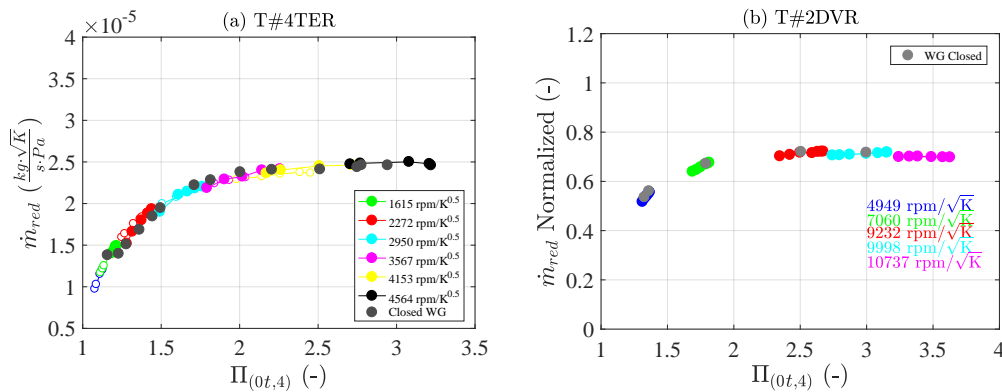 (a) T#4TER
×10⁻⁵
4
3.5
3
2.5
2
1.5
1
0.5
1 1.5 2 2.5 3 3.5
ṁ_red (kg·√K / s·Pa)
Π(0t,4) (-)
1615 rpm/K^0.5
2272 rpm/K^0.5
2950 rpm/K^0.5
3567 rpm/K^0.5
4153 rpm/K^0.5
4564 rpm/K^0.5
Closed WG
(b) T#2DVR
1.2
1
0.8
0.6
0.4
0.2
0
1 1.5 2 2.5 3 3.5 4
ṁ_red Normalized (-)
Π(0t,4) (-)
WG Closed
4949 rpm/√K
7060 rpm/√K
9232 rpm/√K
9998 rpm/√K
10737 rpm/√K